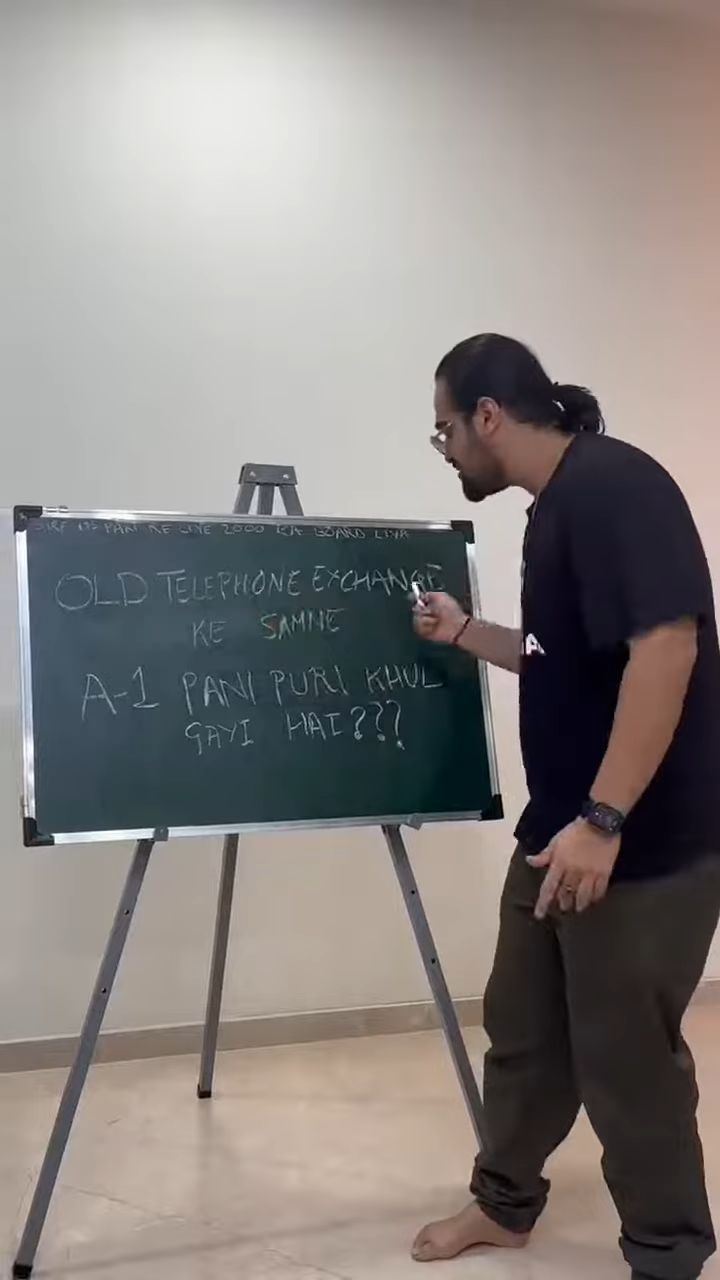 SIRF ISS PANI KE LIYE 2000 KA BOARD LIYA
OLD TELEPHONE EXCHANGE
KE SAMNE
A-1 PANI PURI KHUL
GAYI HAI???
A